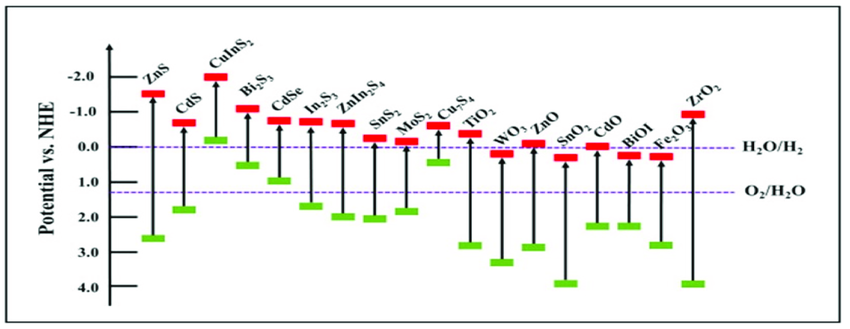 Potential vs. NHE
-2.0
-1.0
0.0
1.0
2.0
3.0
4.0
ZnS
CdS
CuInS₂
Bi₂S₃
CdSe
In₂S₃
ZnIn₂S₄
SnS₂
MoS₂
Cu₇S₄
TiO₂
WO₃
ZnO
SnO₂
CdO
BiOI
Fe₂O₃
ZrO₂
H₂O/H₂
O₂/H₂O